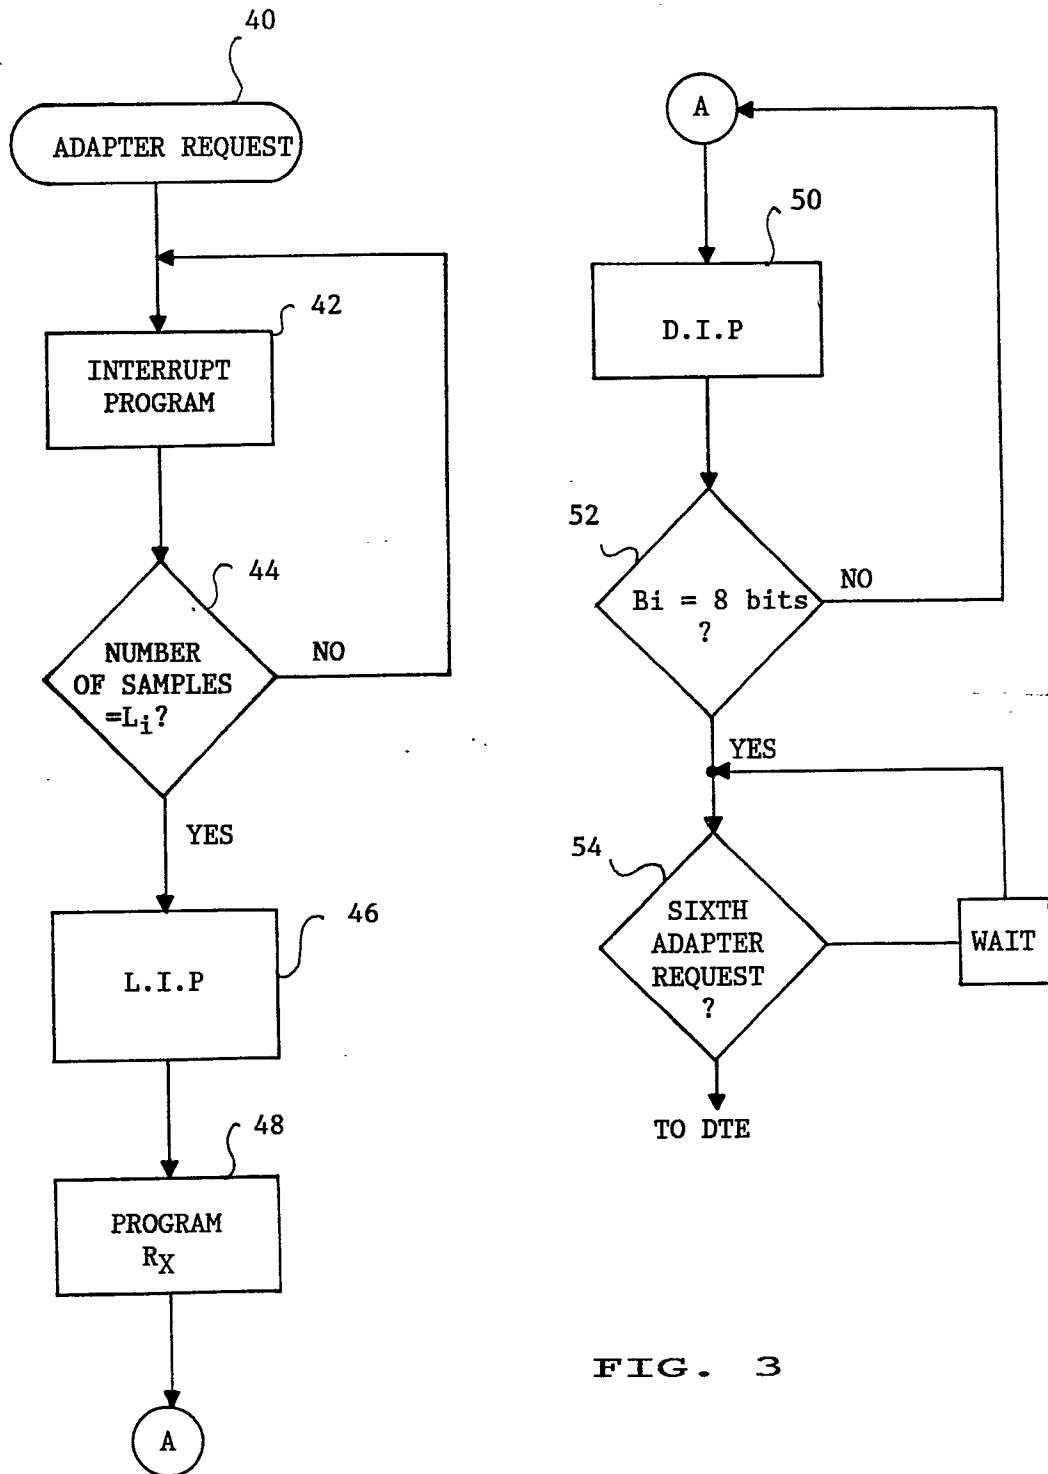 40
ADAPTER REQUEST
42
INTERRUPT
PROGRAM
44
NUMBER
OF SAMPLES
=Li?
NO
YES
46
L.I.P
48
PROGRAM
RX
A
A
50
D.I.P
52
Bi = 8 bits
?
NO
YES
54
SIXTH
ADAPTER
REQUEST
?
WAIT
TO DTE
FIG. 3